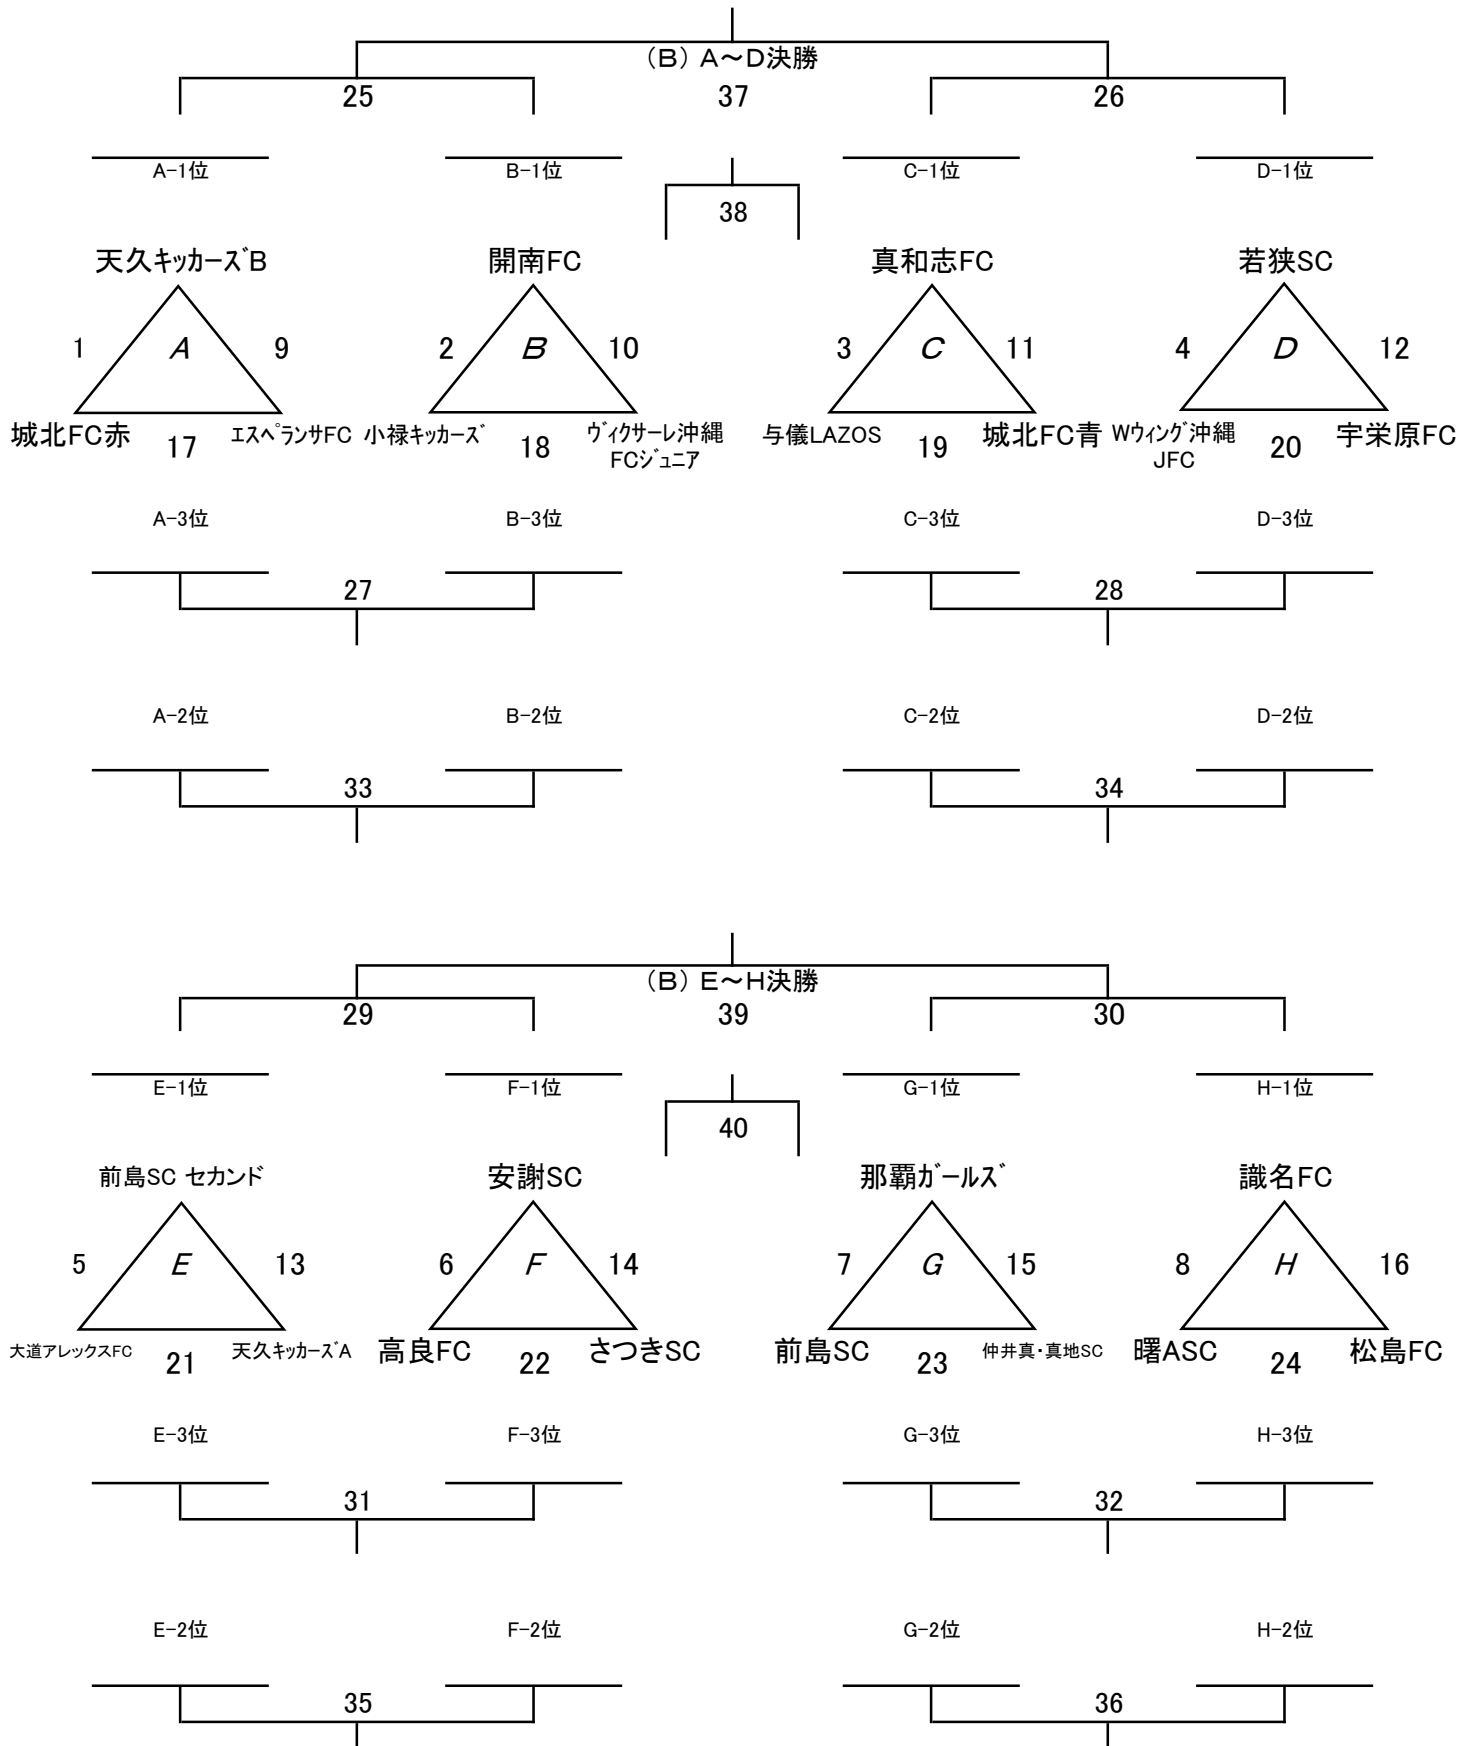 (B) A～D決勝
25 37 26
A-1位 B-1位 C-1位 D-1位
38
天久キッカーズB 開南FC 真和志FC 若狭SC
1 A 9 2 B 10 3 C 11 4 D 12
城北FC赤 17 エスペランサFC 小禄キッカーズ 18 ヴィクサーレ沖縄 与儀LAZOS 19 城北FC青 Wウィング沖縄 20 宇栄原FC
FCジュニア JFC
A-3位 B-3位 C-3位 D-3位
27 28
A-2位 B-2位 C-2位 D-2位
33 34
(B) E～H決勝
29 39 30
E-1位 F-1位 G-1位 H-1位
40
前島SC セカンド 安謝SC 那覇ガールズ 識名FC
5 E 13 6 F 14 7 G 15 8 H 16
大道アレックスFC 21 天久キッカーズA 高良FC 22 さつきSC 前島SC 23 仲井真・真地SC 曙ASC 24 松島FC
E-3位 F-3位 G-3位 H-3位
31 32
E-2位 F-2位 G-2位 H-2位
35 36